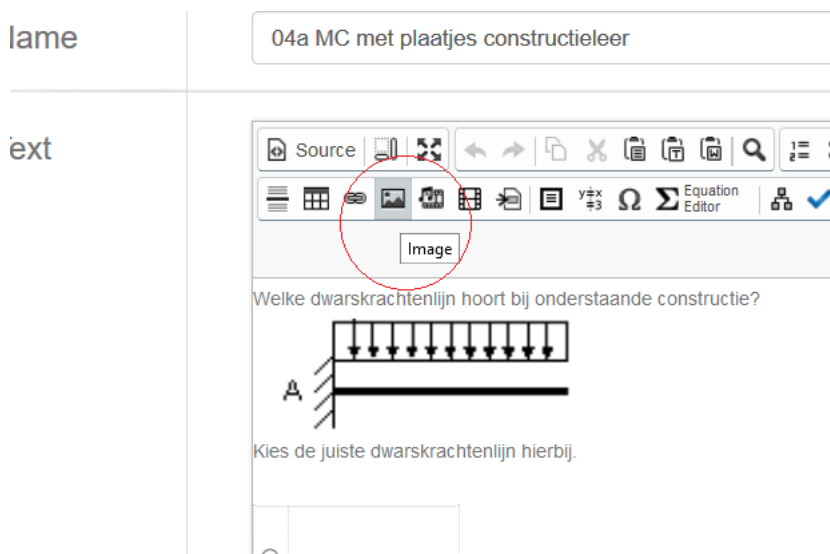 lame
04a MC met plaatjes constructieleer
ext
Source
Equation
Editor
Image
Welke dwarskrachtenlijn hoort bij onderstaande constructie?
A
Kies de juiste dwarskrachtenlijn hierbij.